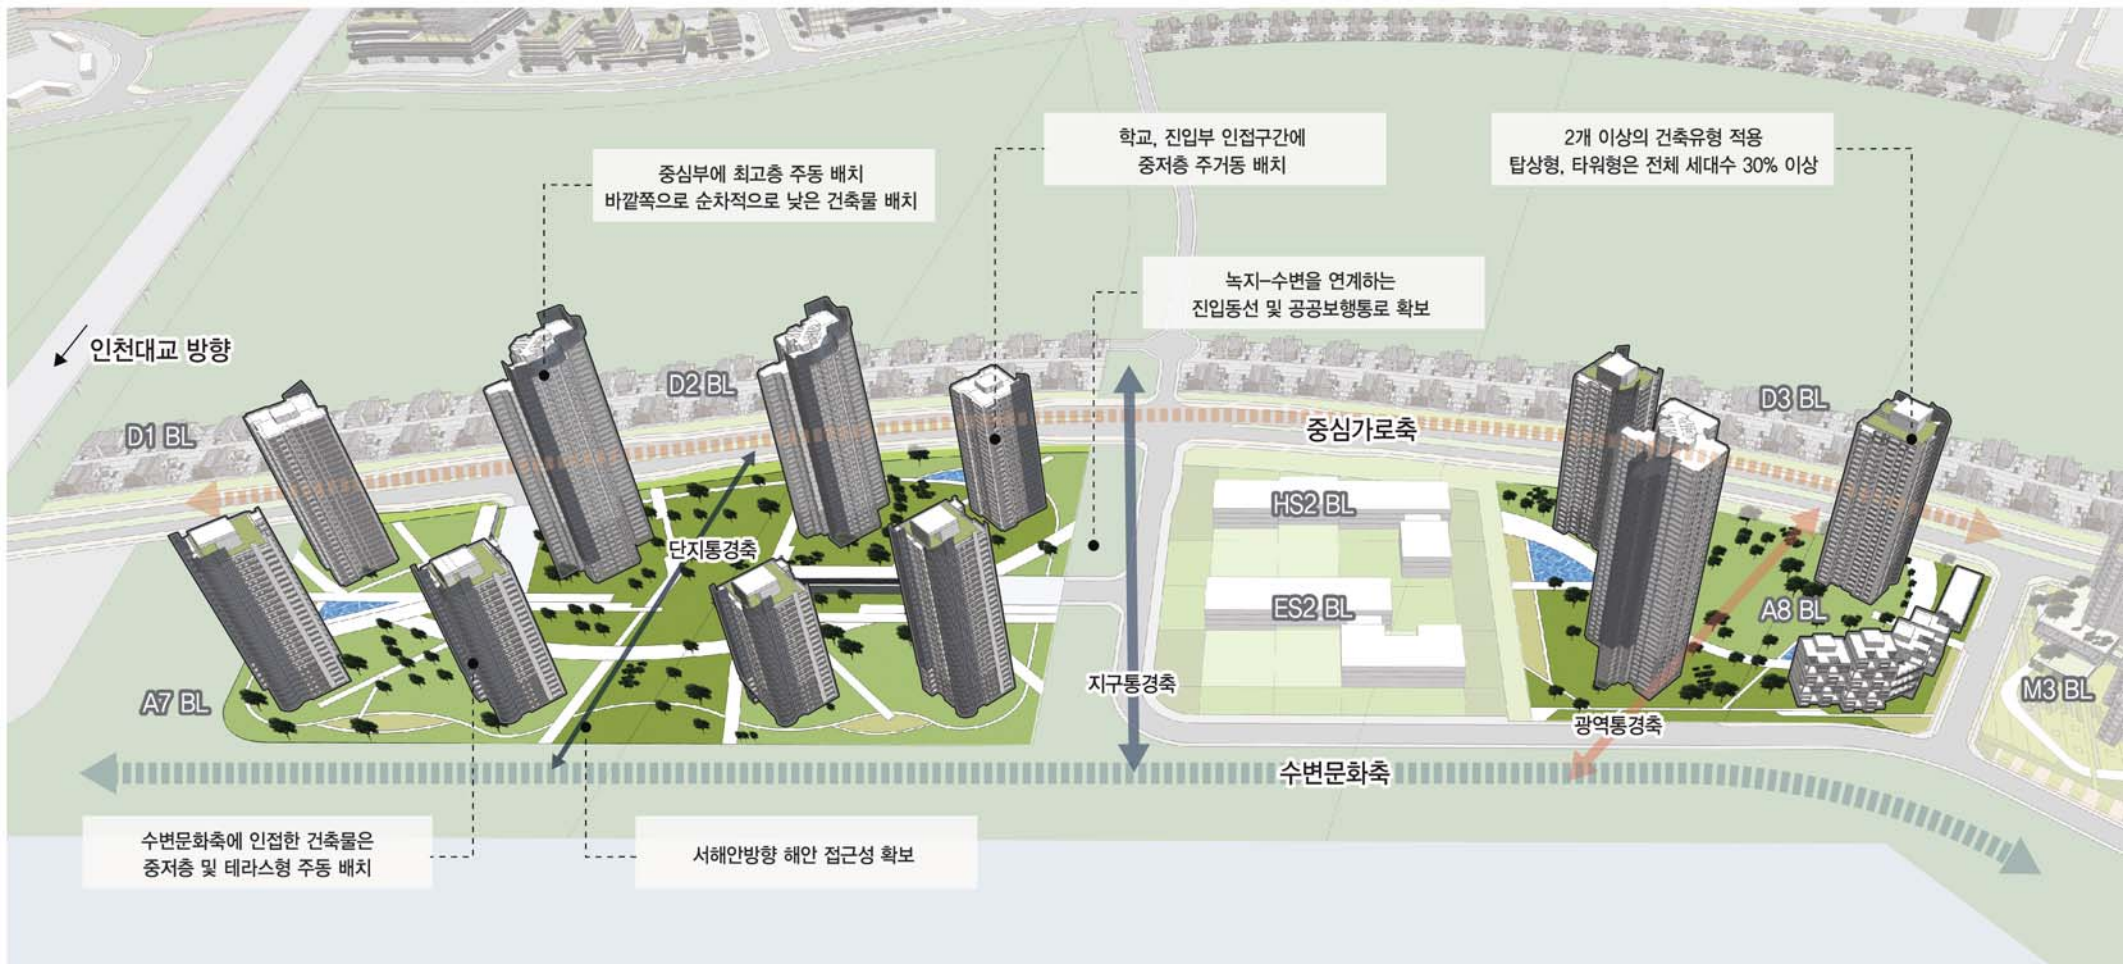 학교, 진입부 인접구간에
중저층 주거동 배치
2개 이상의 건축유형 적용
탑상형, 타워형은 전체 세대수 30% 이상
중심부에 최고층 주동 배치
바깥쪽으로 순차적으로 낮은 건축물 배치
녹지-수변을 연계하는
진입동선 및 공공보행통로 확보
인천대교 방향
D1 BL
D2 BL
D3 BL
중심가로축
HS2 BL
단지통경축
ES2 BL
A8 BL
A7 BL
지구통경축
M3 BL
광역통경축
수변문화축
수변문화축에 인접한 건축물은
중저층 및 테라스형 주동 배치
서해안방향 해안 접근성 확보